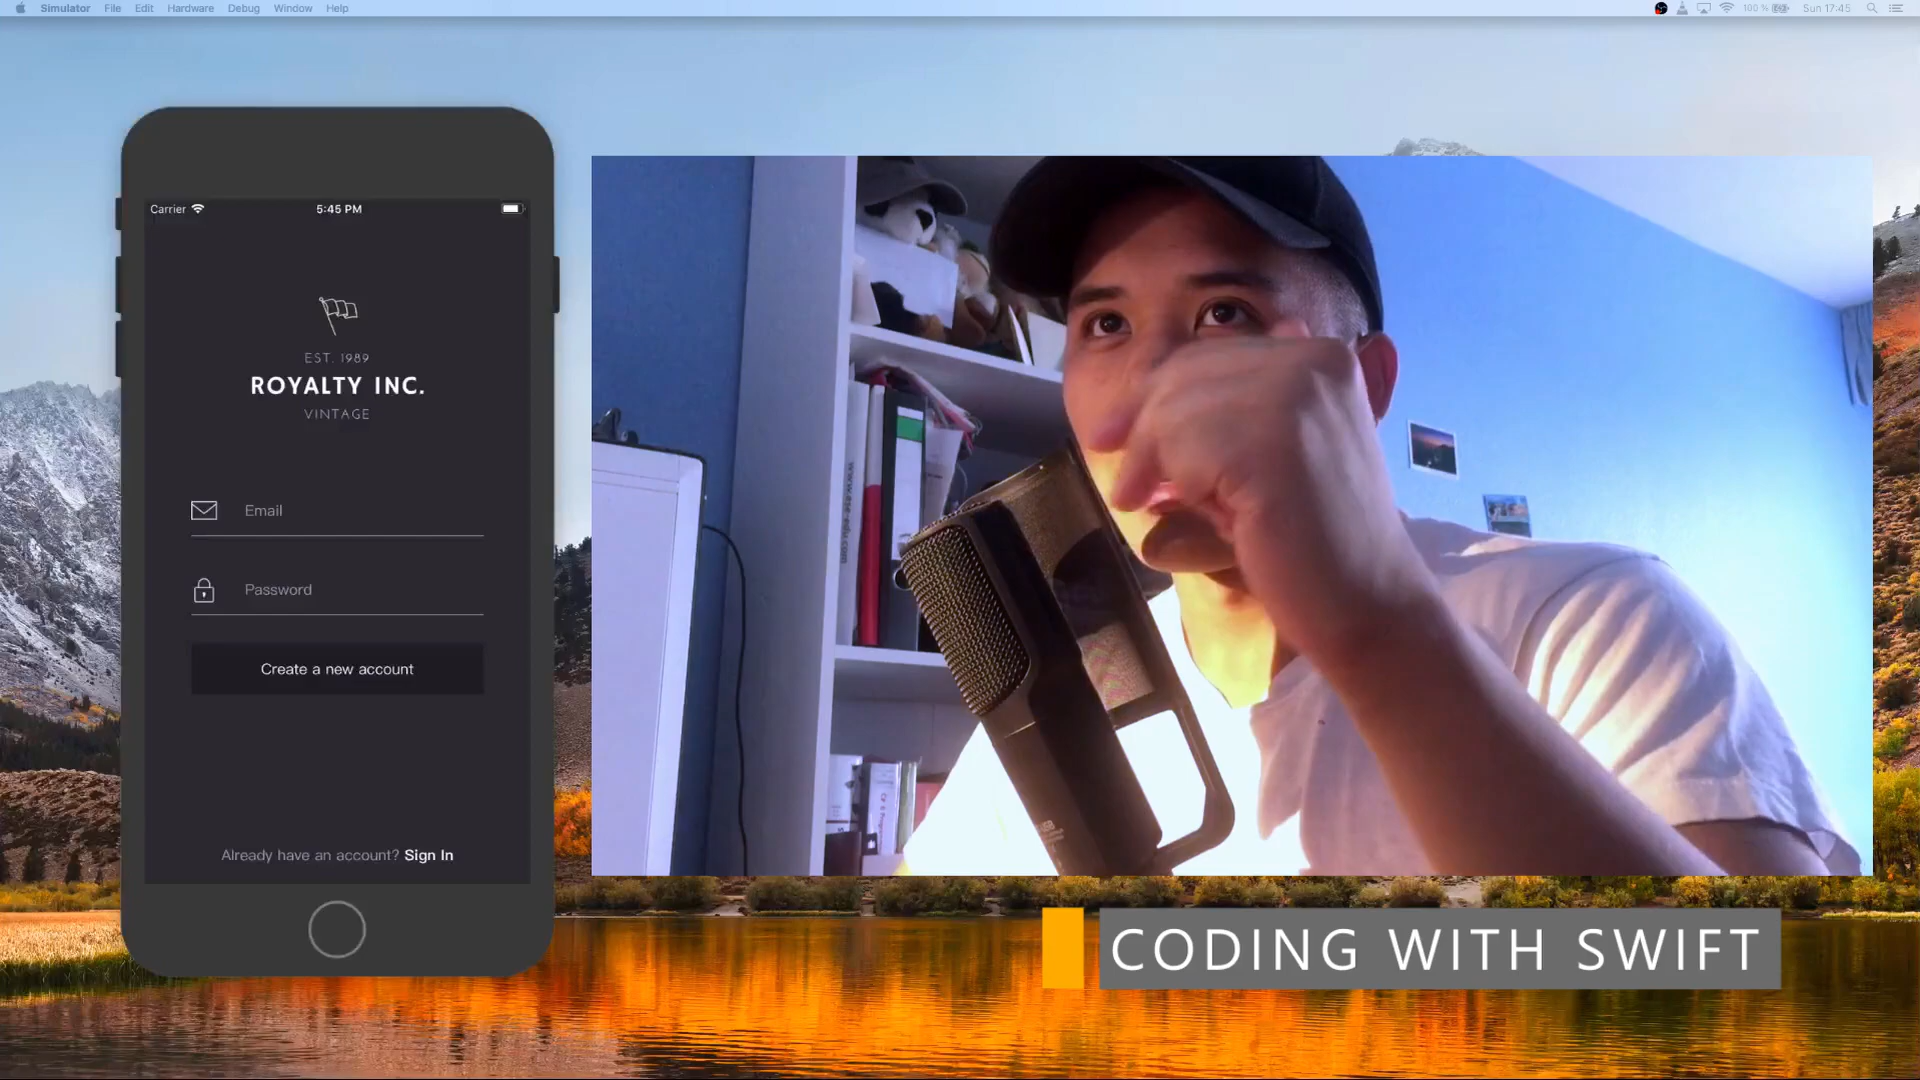 Simulator File Edit Hardware Debug Window Help
100 % Sun 17:45
Carrier 5:45 PM
EST. 1989
ROYALTY INC.
VINTAGE
Email
Password
Create a new account
Already have an account? Sign In
CODING WITH SWIFT